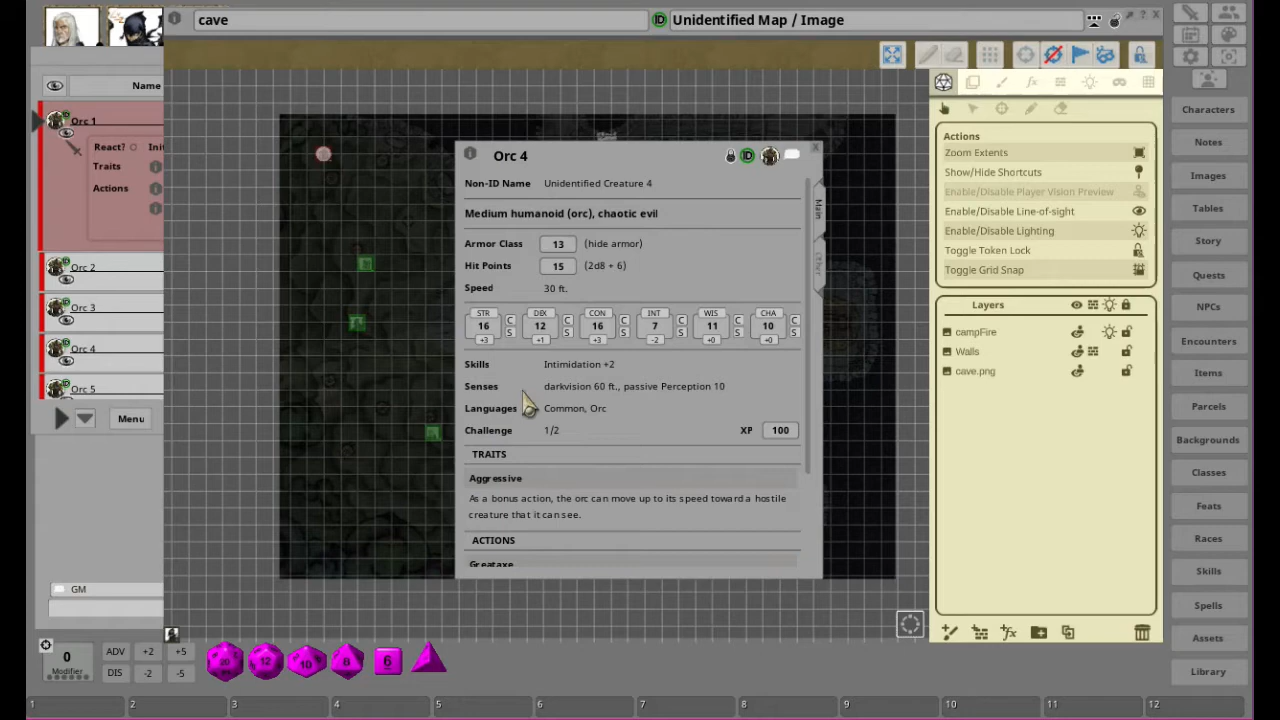 cave
ID
Unidentified Map / Image
?
X
Name
Orc 1
React?
Init
Traits
Actions
Orc 2
Orc 3
Orc 4
Orc 5
Menu
GM
Orc 4
ID
X
Non-ID Name Unidentified Creature 4
Medium humanoid (orc), chaotic evil
Armor Class 13 (hide armor)
Hit Points 15 (2d8 + 6)
Speed 30 ft.
STR DEX CON INT WIS CHA
16 C 12 C 16 C 7 C 11 C 10 C
+3 S +1 S +3 S -2 S +0 S +0 S
Skills Intimidation +2
Senses darkvision 60 ft., passive Perception 10
Languages Common, Orc
Challenge 1/2 XP 100
TRAITS
Aggressive
As a bonus action, the orc can move up to its speed toward a hostile
creature that it can see.
ACTIONS
Greataxe
Main
Other
Actions
Zoom Extents
Show/Hide Shortcuts
Enable/Disable Player Vision Preview
Enable/Disable Line-of-sight
Enable/Disable Lighting
Toggle Token Lock
Toggle Grid Snap
Layers
campFire
Walls
cave.png
Characters
Notes
Images
Tables
Story
Quests
NPCs
Encounters
Items
Parcels
Backgrounds
Classes
Feats
Races
Skills
Spells
Assets
Library
0
Modifier
ADV +2 +5
DIS -2 -5
20 12 10 8 6
1 2 3 4 5 6 7 8 9 10 11 12